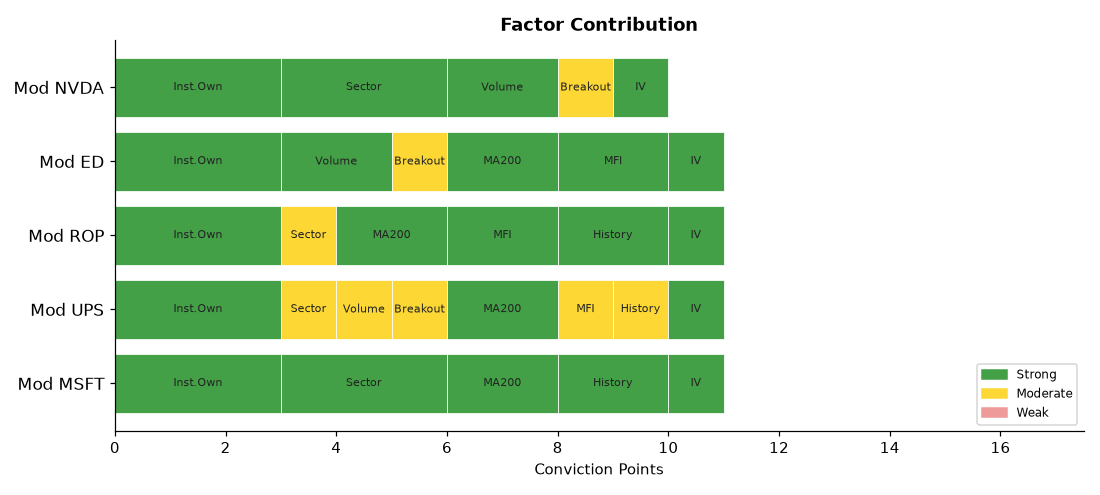 Factor Contribution
Mod NVDA Inst.Own Sector Volume Breakout IV
Mod ED Inst.Own Volume Breakout MA200 MFI IV
Mod ROP Inst.Own Sector MA200 MFI History IV
Mod UPS Inst.Own Sector Volume Breakout MA200 MFI History IV
Mod MSFT Inst.Own Sector MA200 History IV
Strong
Moderate
Weak
0 2 4 6 8 10 12 14 16
Conviction Points